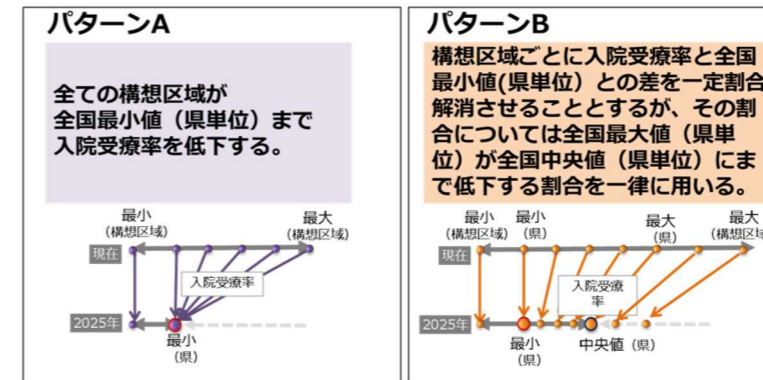 パターンA
全ての構想区域が
全国最小値（県単位）まで
入院受療率を低下する。
最小
（構想区域）
最大
（構想区域）
現在
入院受療率
2025年
最小
（県）
パターンB
構想区域ごとに入院受療率と全国
最小値(県単位）との差を一定割合
解消させることとするが、その割
合については全国最大値（県単
位）が全国中央値（県単位）にま
で低下する割合を一律に用いる。
最小
（構想区域）
最小
（県）
最大
（県）
最大
（構想区域
現在
入院受療
率
2025年
最小
（県）
中央値（県）